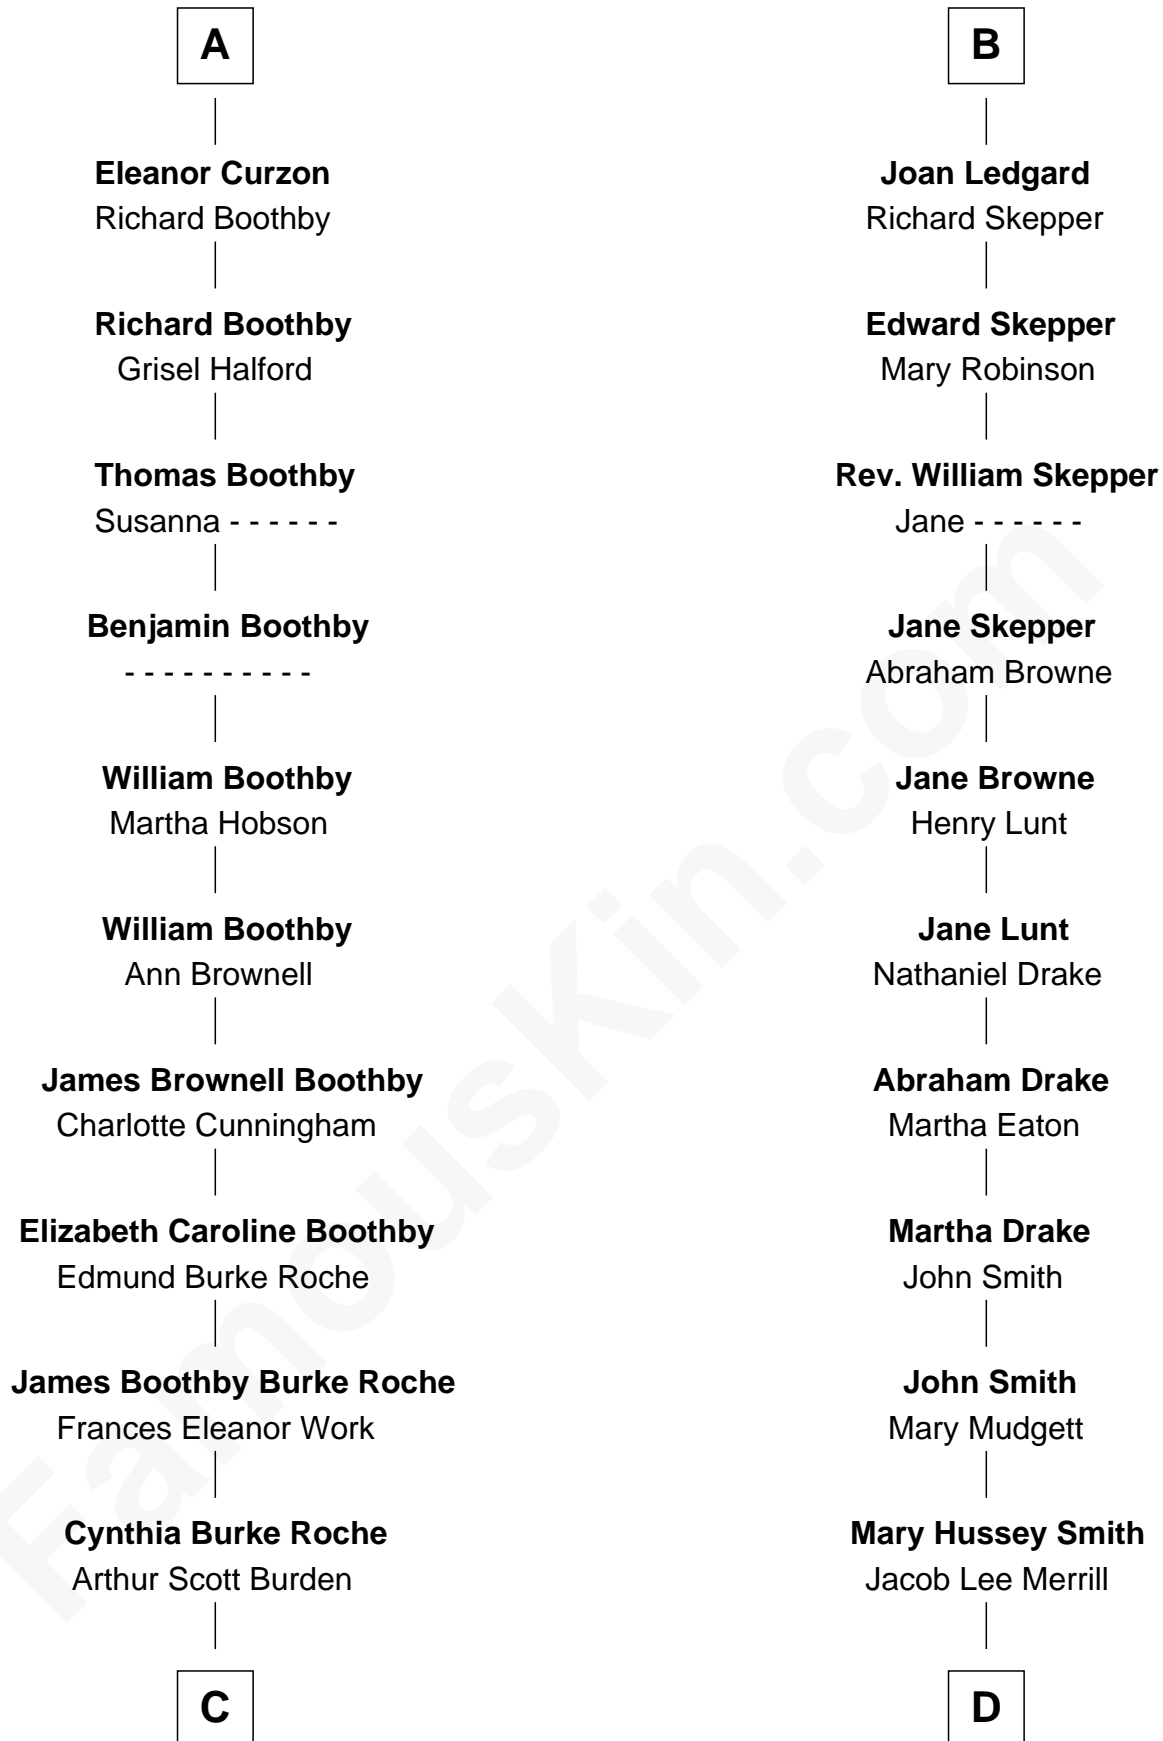 A
Eleanor Curzon
Richard Boothby
Richard Boothby
Grisel Halford
Thomas Boothby
Susanna - - - - - -
Benjamin Boothby
- - - - - - - - - -
William Boothby
Martha Hobson
William Boothby
Ann Brownell
James Brownell Boothby
Charlotte Cunningham
Elizabeth Caroline Boothby
Edmund Burke Roche
James Boothby Burke Roche
Frances Eleanor Work
Cynthia Burke Roche
Arthur Scott Burden
C
B
Joan Ledgard
Richard Skepper
Edward Skepper
Mary Robinson
Rev. William Skepper
Jane - - - - - -
Jane Skepper
Abraham Browne
Jane Browne
Henry Lunt
Jane Lunt
Nathaniel Drake
Abraham Drake
Martha Eaton
Martha Drake
John Smith
John Smith
Mary Mudgett
Mary Hussey Smith
Jacob Lee Merrill
D
FamousKin.com